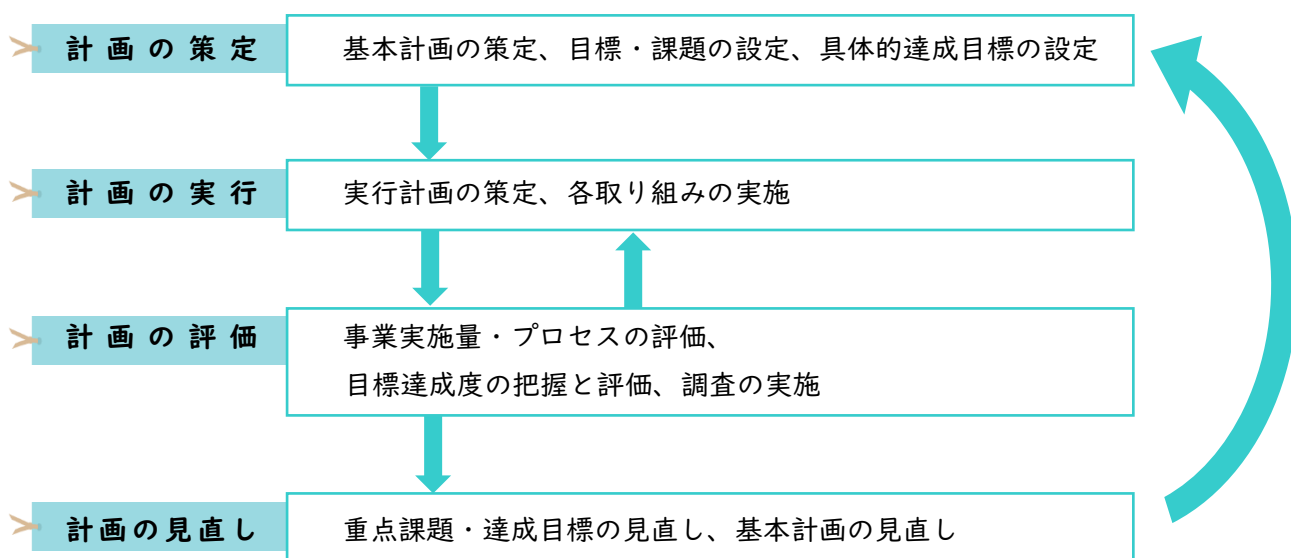 計画の策定
基本計画の策定、目標・課題の設定、具体的達成目標の設定
計画の実行
実行計画の策定、各取り組みの実施
計画の評価
事業実施量・プロセスの評価、
目標達成度の把握と評価、調査の実施
計画の見直し
重点課題・達成目標の見直し、基本計画の見直し